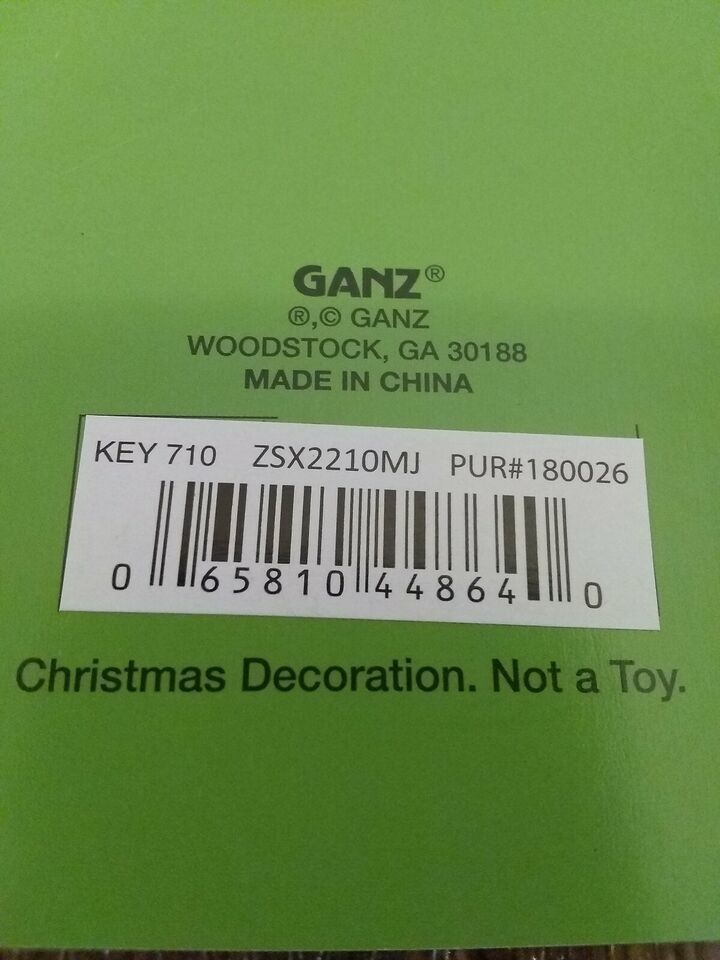 GANZ®
®,© GANZ
WOODSTOCK, GA 30188
MADE IN CHINA
KEY 710 ZSX2210MJ PUR#180026
0 65810 44864 0
Christmas Decoration. Not a Toy.